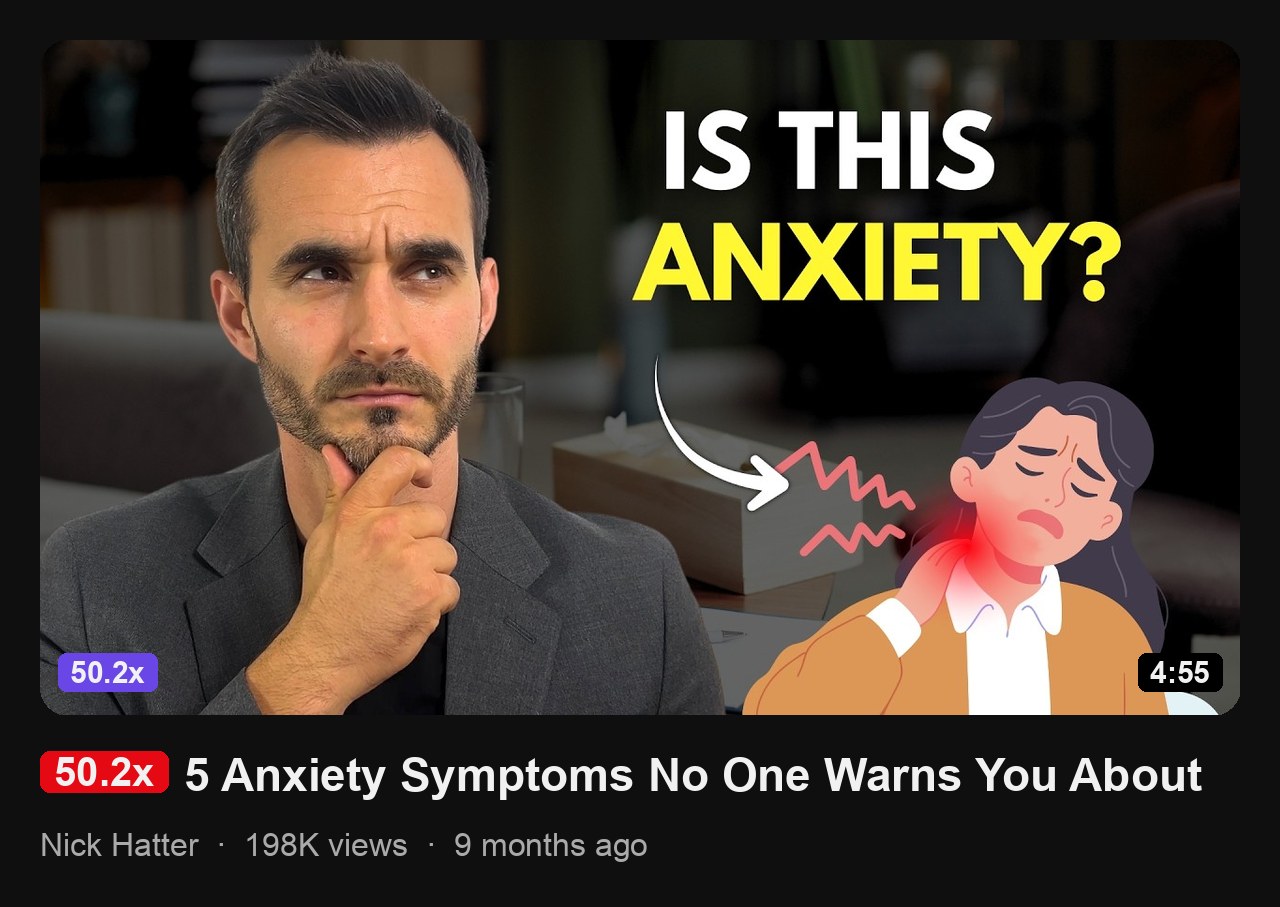 IS THIS
ANXIETY?
50.2x
4:55
50.2x 5 Anxiety Symptoms No One Warns You About
Nick Hatter · 198K views · 9 months ago